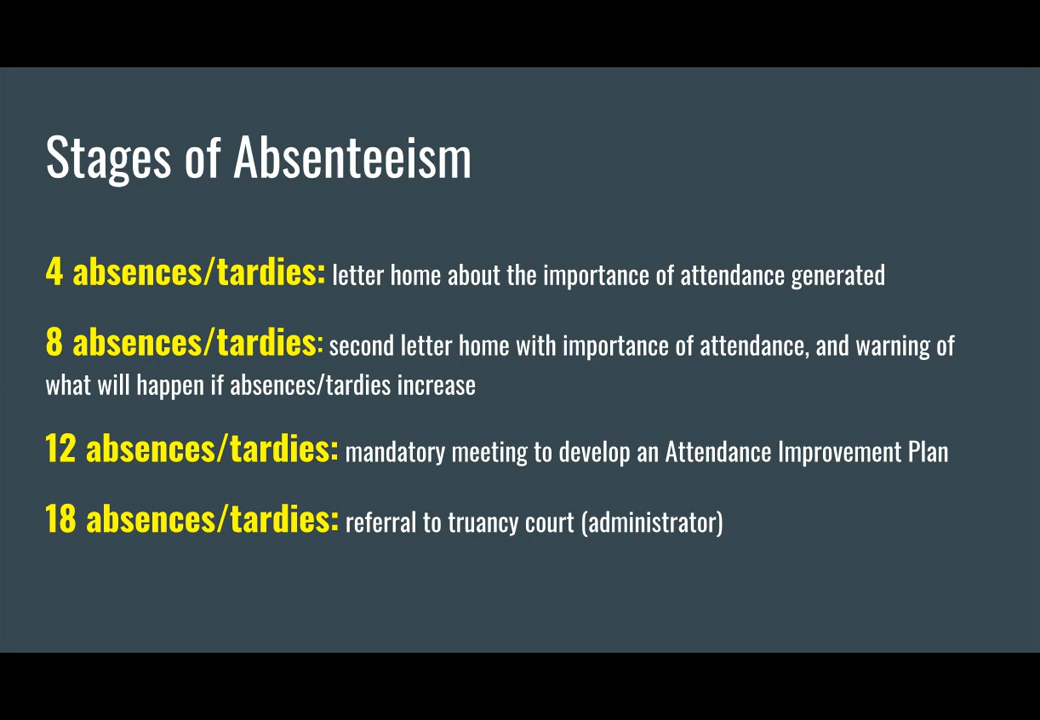 Stages of Absenteeism
4 absences/tardies: letter home about the importance of attendance generated
8 absences/tardies: second letter home with importance of attendance, and warning of
what will happen if absences/tardies increase
12 absences/tardies: mandatory meeting to develop an Attendance Improvement Plan
18 absences/tardies: referral to truancy court (administrator)